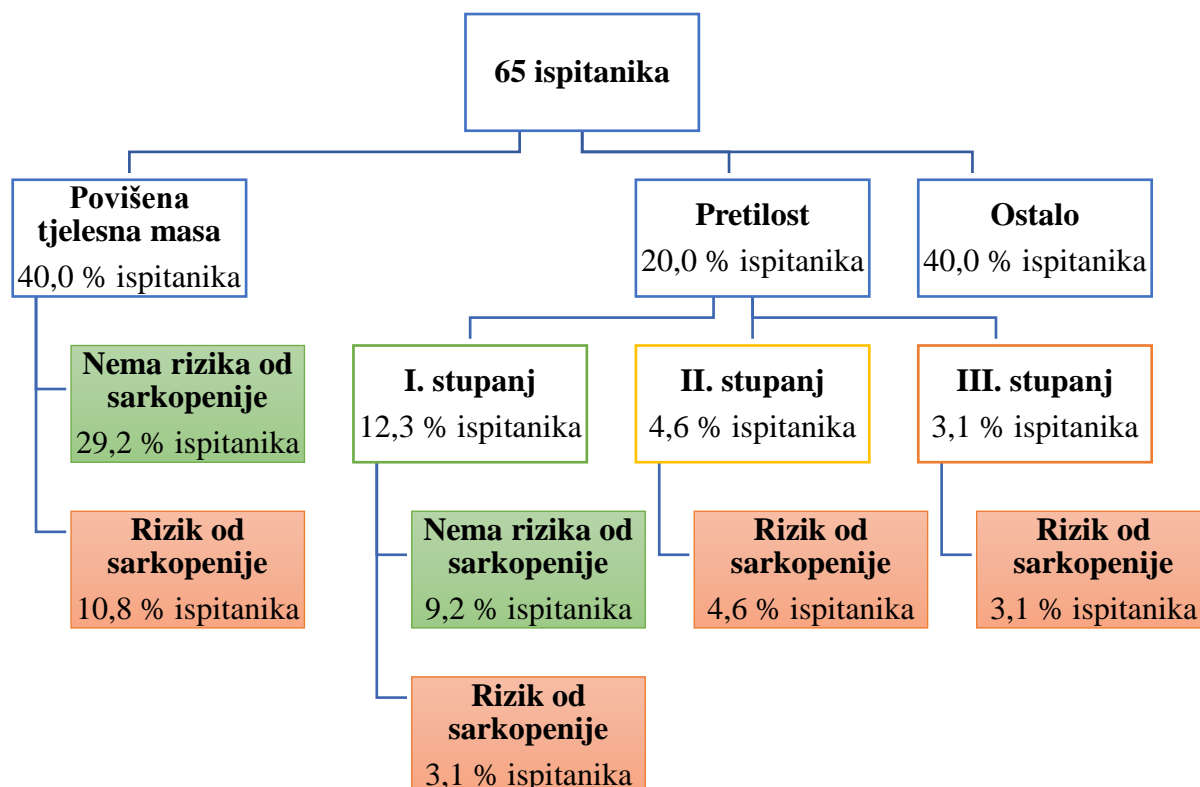 65 ispitanika
Povišena
tjelesna masa
40,0 % ispitanika
Pretilost
20,0 % ispitanika
Ostalo
40,0 % ispitanika
Nema rizika od
sarkopenije
29,2 % ispitanika
Rizik od
sarkopenije
10,8 % ispitanika
I. stupanj
12,3 % ispitanika
II. stupanj
4,6 % ispitanika
III. stupanj
3,1 % ispitanika
Nema rizika od
sarkopenije
9,2 % ispitanika
Rizik od
sarkopenije
3,1 % ispitanika
Rizik od
sarkopenije
4,6 % ispitanika
Rizik od
sarkopenije
3,1 % ispitanika